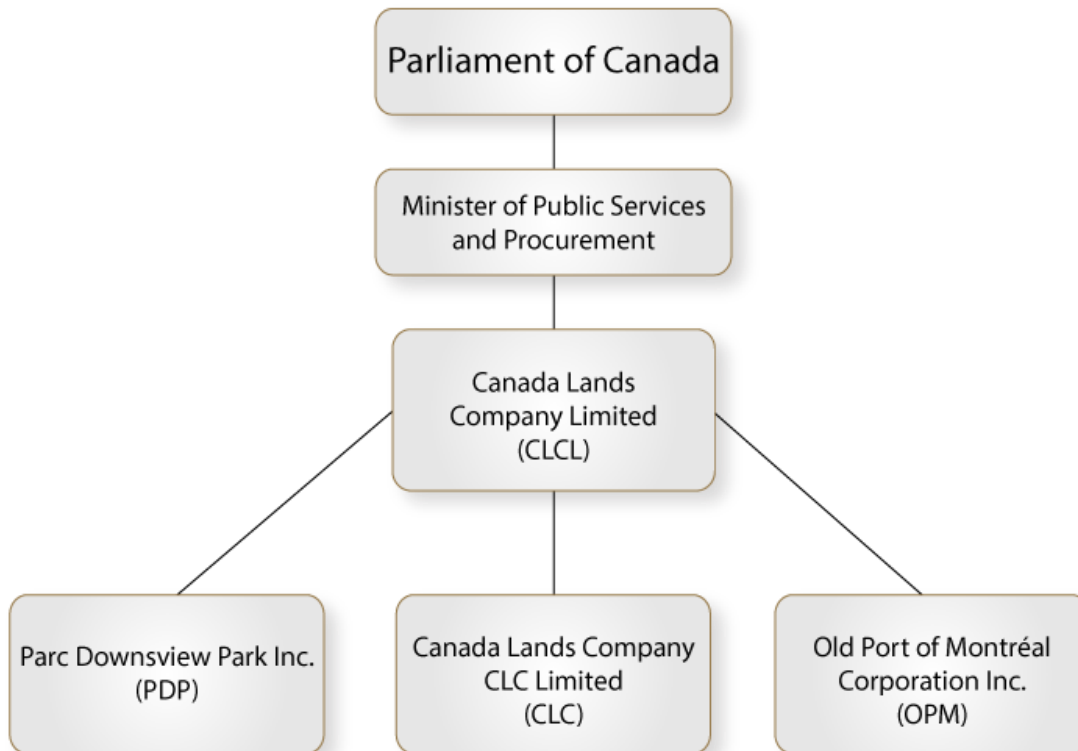 Parliament of Canada
Minister of Public Services
and Procurement
Canada Lands
Company Limited
(CLCL)
Parc Downsview Park Inc.
(PDP)
Canada Lands Company
CLC Limited
(CLC)
Old Port of Montréal
Corporation Inc.
(OPM)